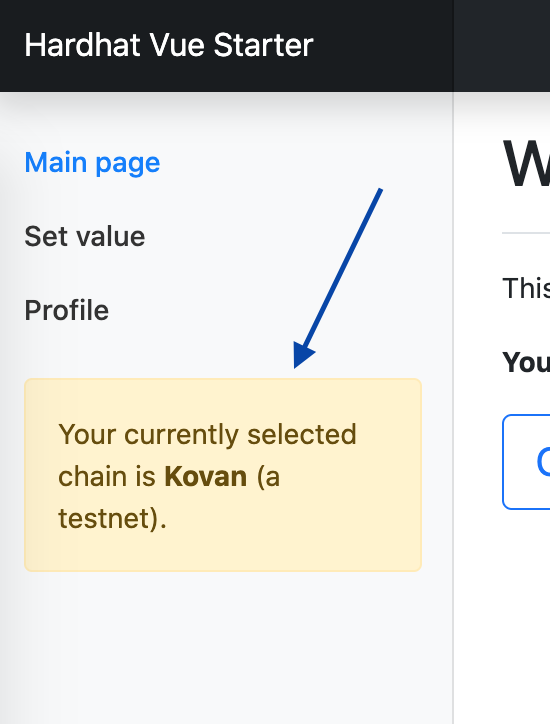 Hardhat Vue Starter
Main page
Set value
Profile
Your currently selected
chain is Kovan (a
testnet).
W
This
You